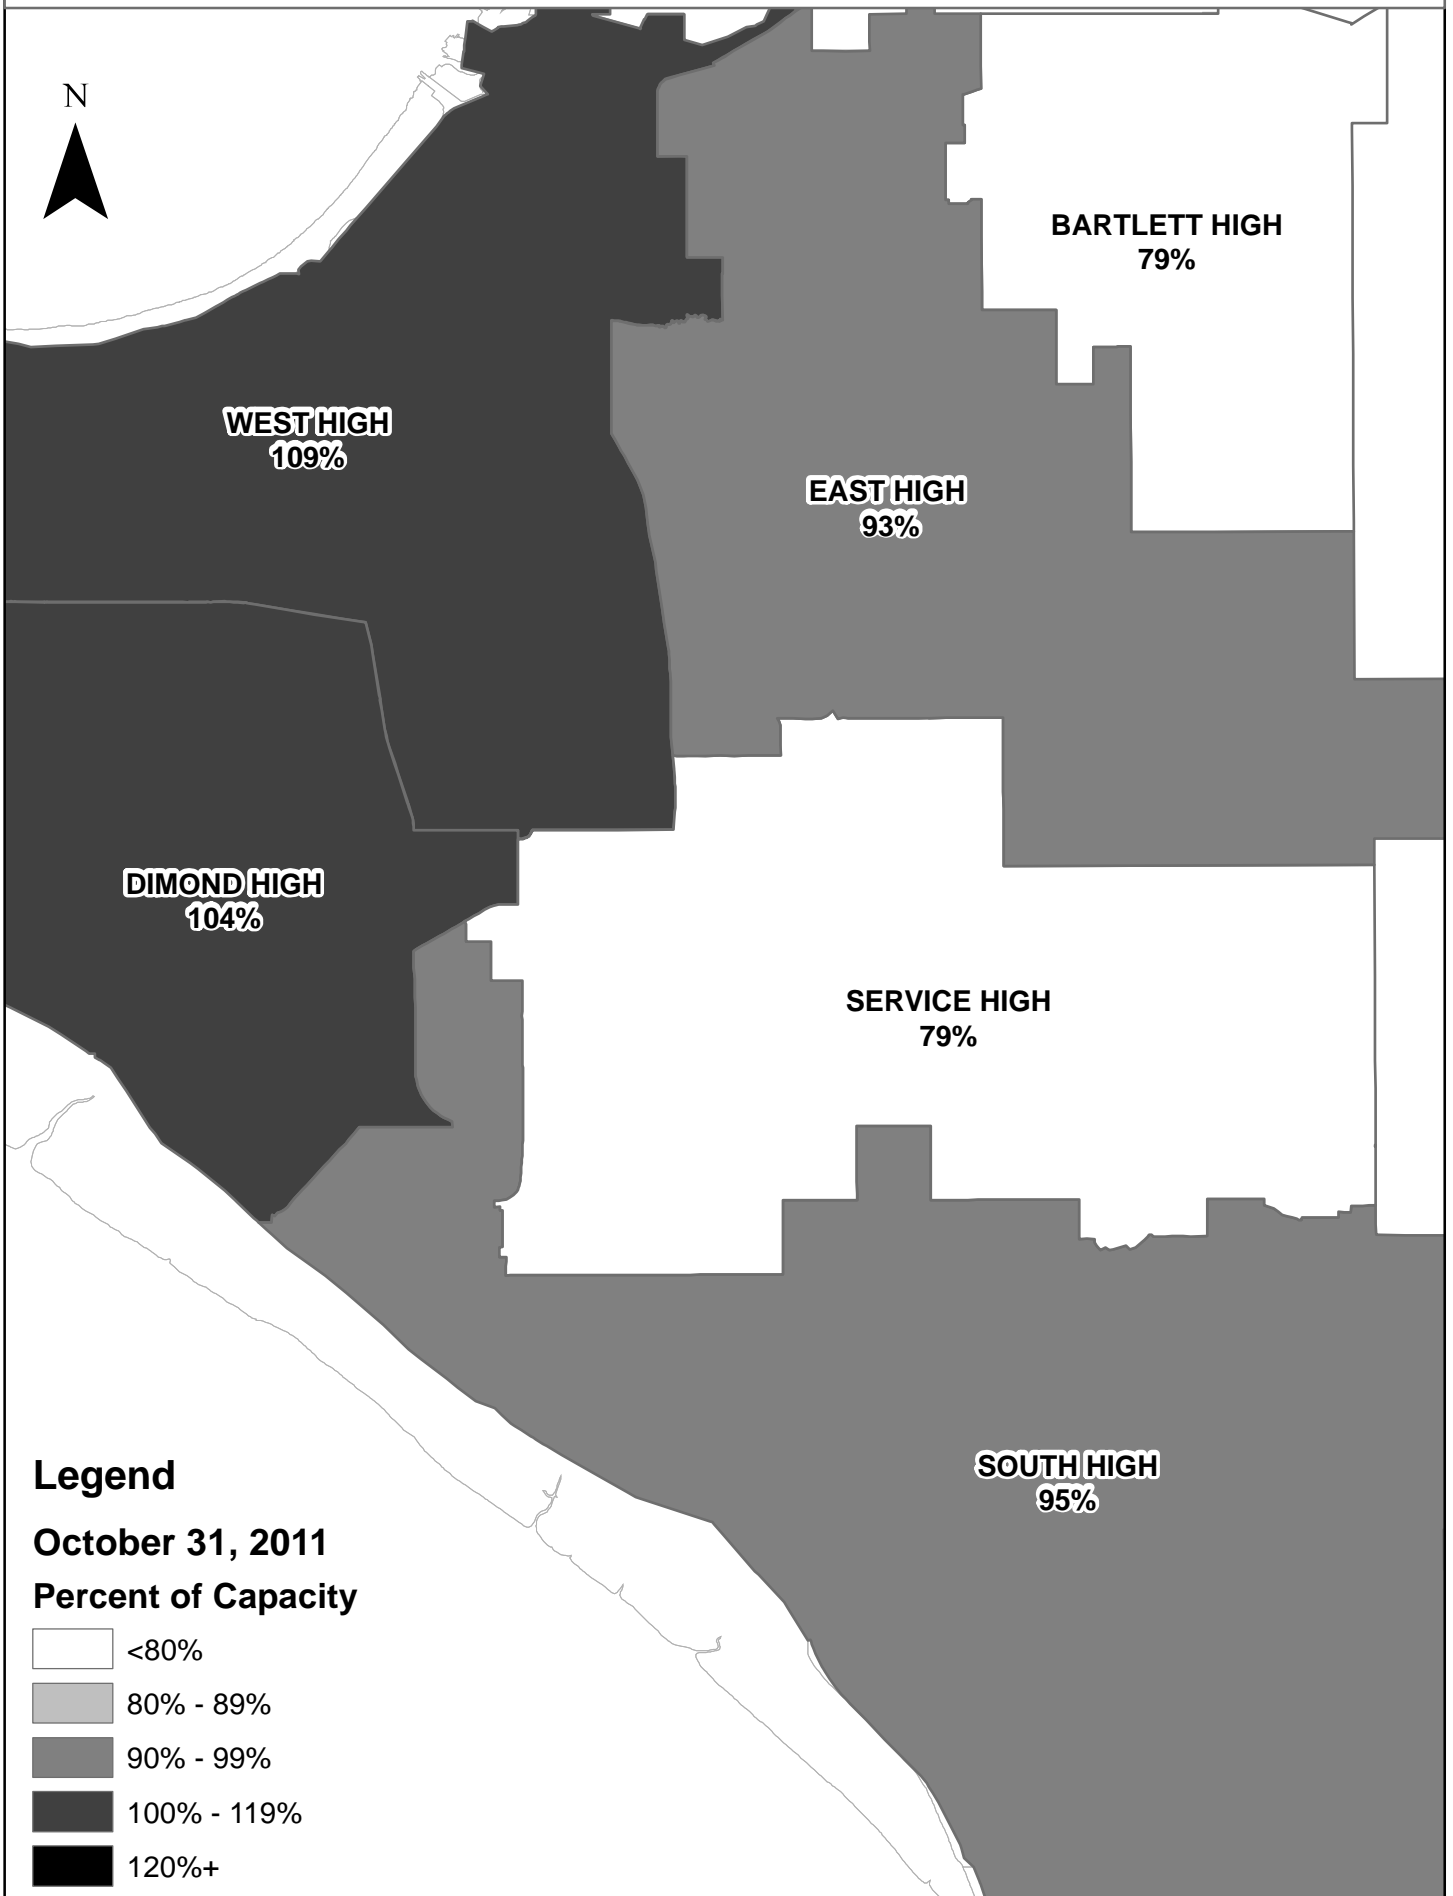 N
BARTLETT HIGH
79%
WEST HIGH
109%
EAST HIGH
93%
DIMOND HIGH
104%
SERVICE HIGH
79%
SOUTH HIGH
95%
Legend
October 31, 2011
Percent of Capacity
<80%
80% - 89%
90% - 99%
100% - 119%
120%+